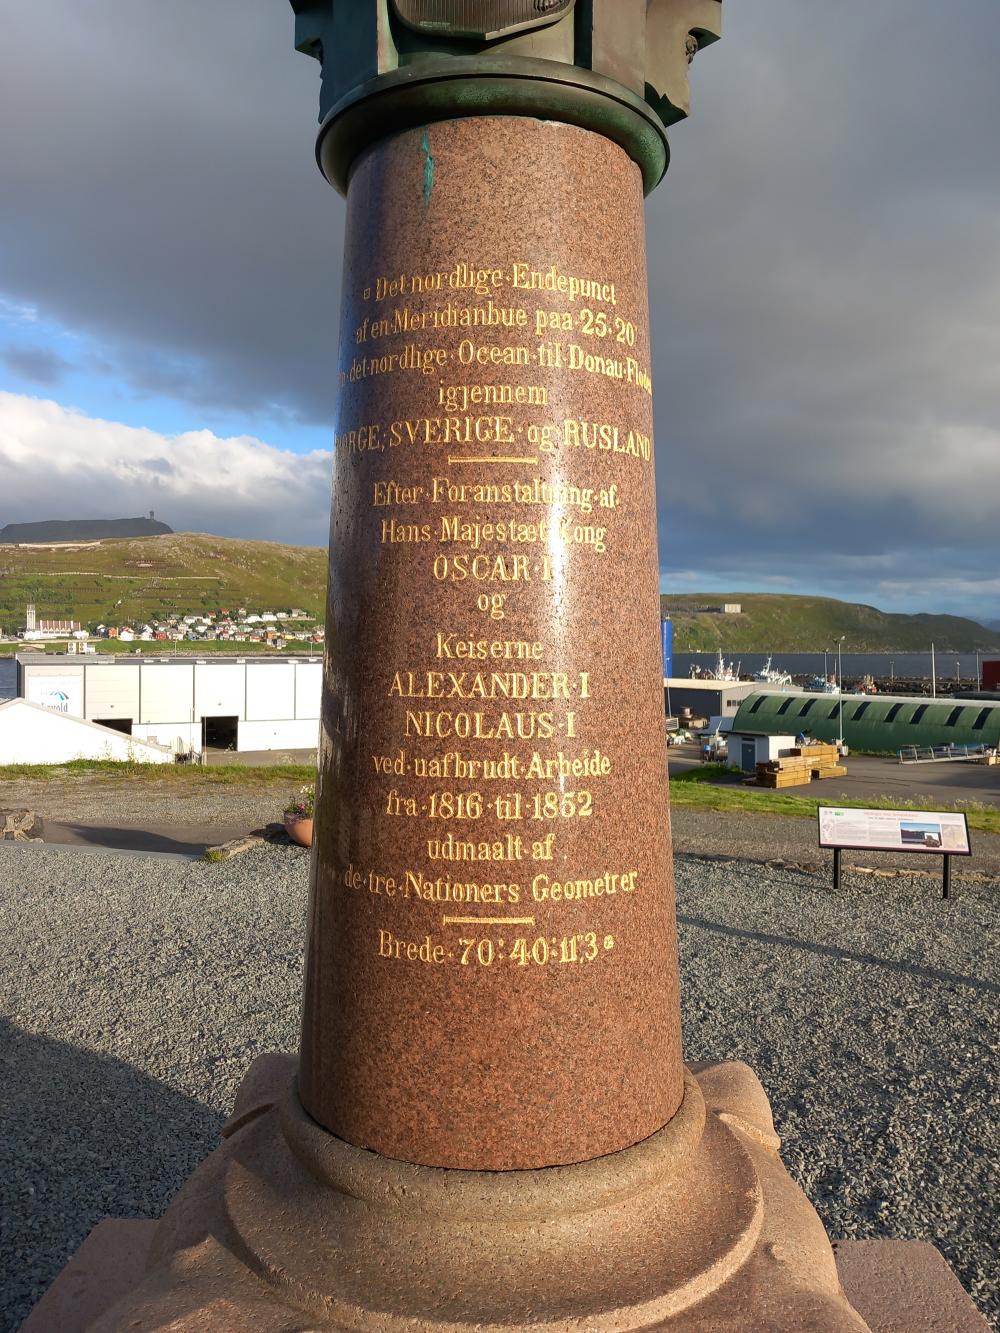 Det·nordlige·Endepunct
af·en·Meridianbue paa·25°20'
det·nordlige·Ocean·til·Donau·Floden
igjennem
NORGE, SVERIGE·og·RUSLAND
Efter·Foranstaltning·af·
Hans·Majestæt·Kong
OSCAR·I
og
Keiserne
ALEXANDER·I
NICOLAUS·I
ved·uafbrudt·Arbeide
fra·1816·til·1852
udmaalt·af
de·tre·Nationers·Geometrer
Brede·70°:40':11",3